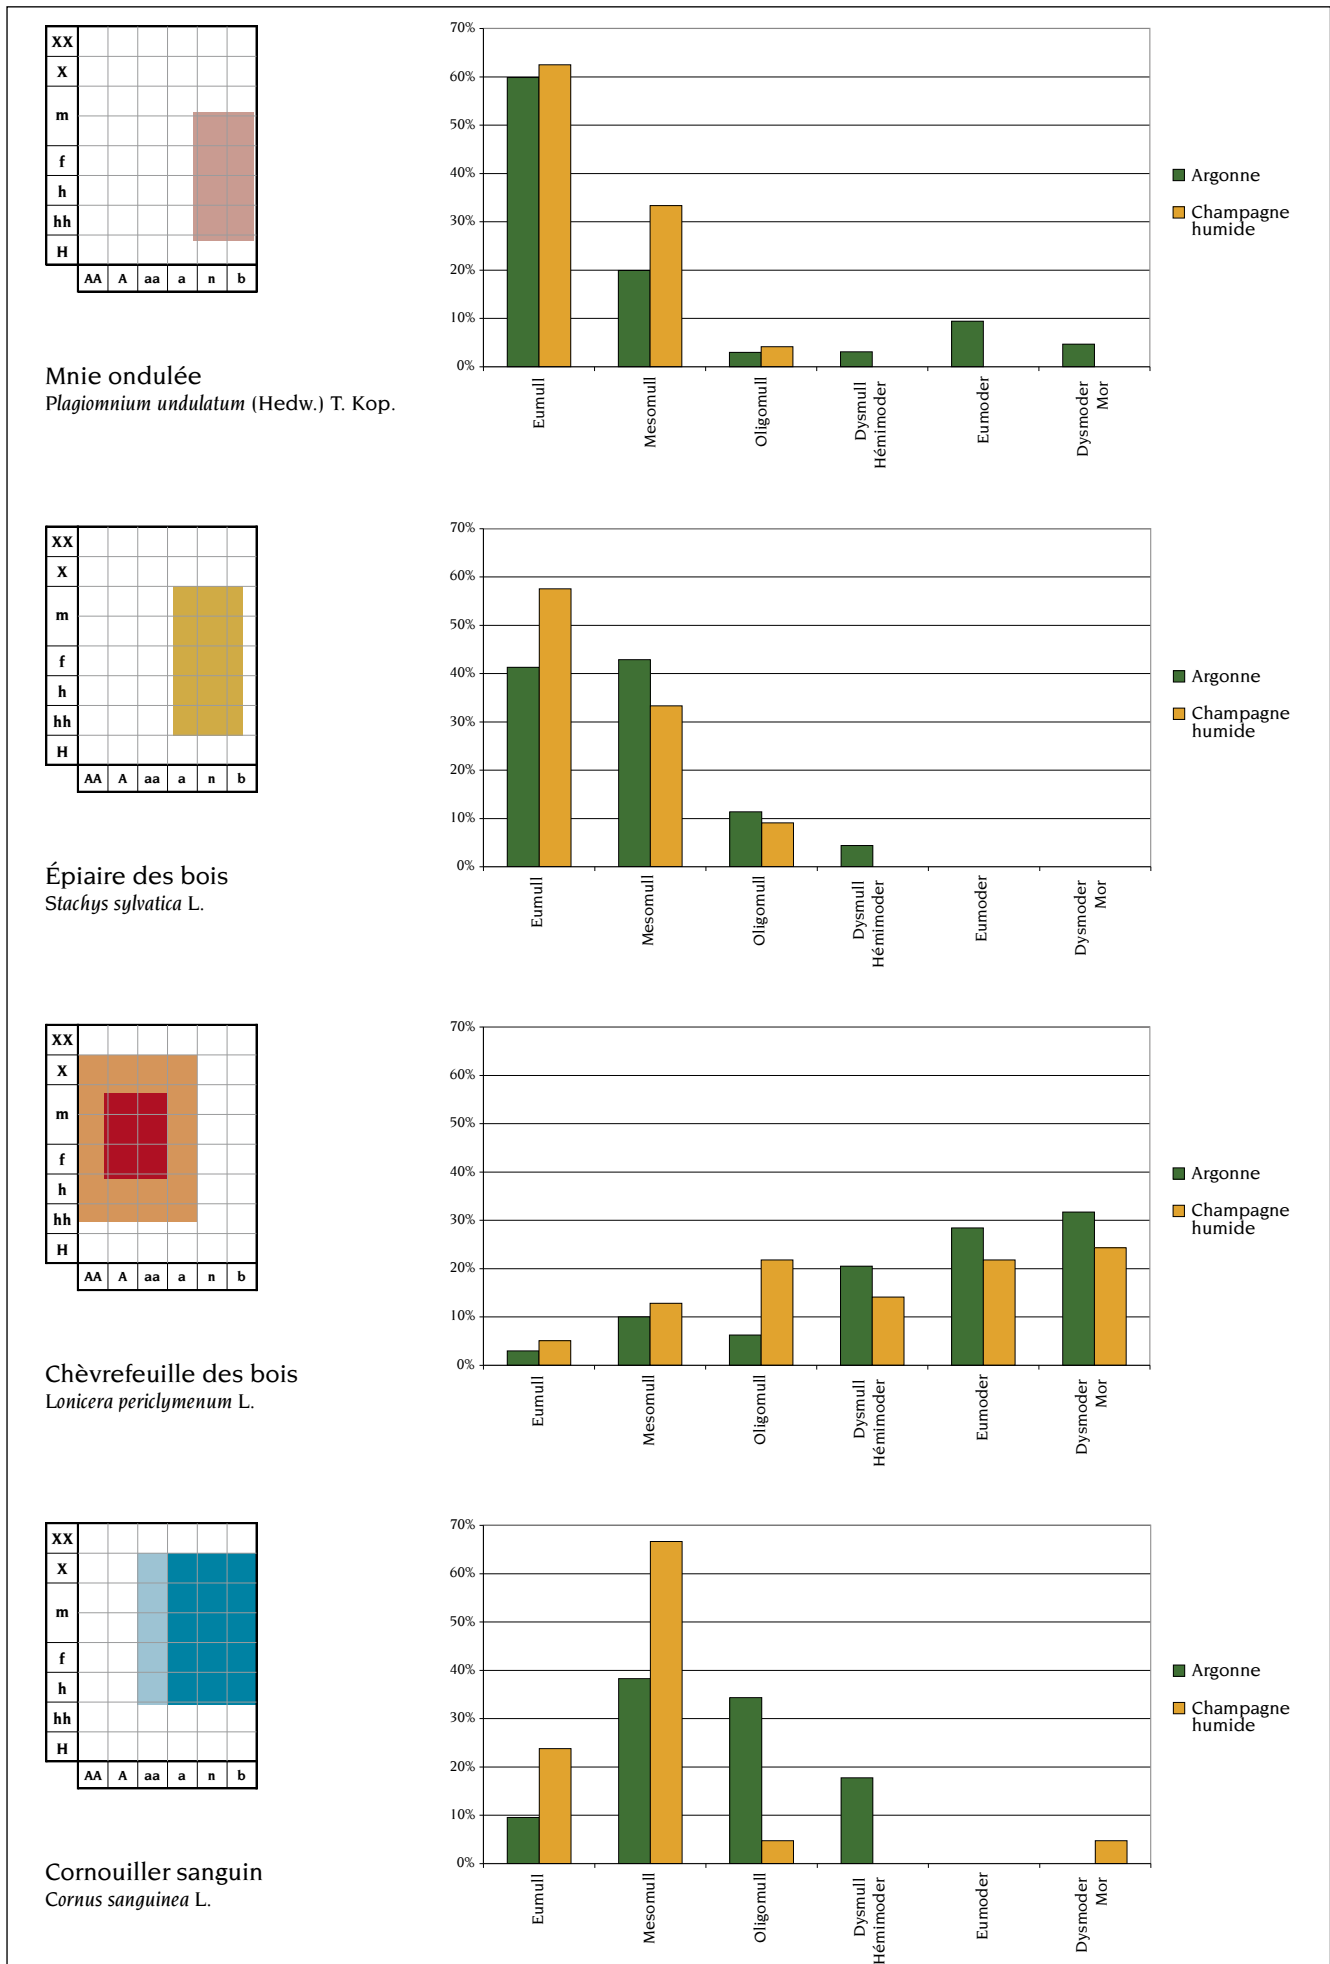 XX
X
m
f
h
hh
H
AA A aa a n b
Mnie ondulée
Plagiomnium undulatum (Hedw.) T. Kop.
70%
60%
50%
40%
30%
20%
10%
0%
Eumull
Mesomull
Oligomull
Dysmull
Hémimoder
Eumoder
Dysmoder
Mor
Argonne
Champagne
humide
XX
X
m
f
h
hh
H
AA A aa a n b
Épiaire des bois
Stachys sylvatica L.
70%
60%
50%
40%
30%
20%
10%
0%
Eumull
Mesomull
Oligomull
Dysmull
Hémimoder
Eumoder
Dysmoder
Mor
Argonne
Champagne
humide
XX
X
m
f
h
hh
H
AA A aa a n b
Chèvrefeuille des bois
Lonicera periclymenum L.
70%
60%
50%
40%
30%
20%
10%
0%
Eumull
Mesomull
Oligomull
Dysmull
Hémimoder
Eumoder
Dysmoder
Mor
Argonne
Champagne
humide
XX
X
m
f
h
hh
H
AA A aa a n b
Cornouiller sanguin
Cornus sanguinea L.
70%
60%
50%
40%
30%
20%
10%
0%
Eumull
Mesomull
Oligomull
Dysmull
Hémimoder
Eumoder
Dysmoder
Mor
Argonne
Champagne
humide